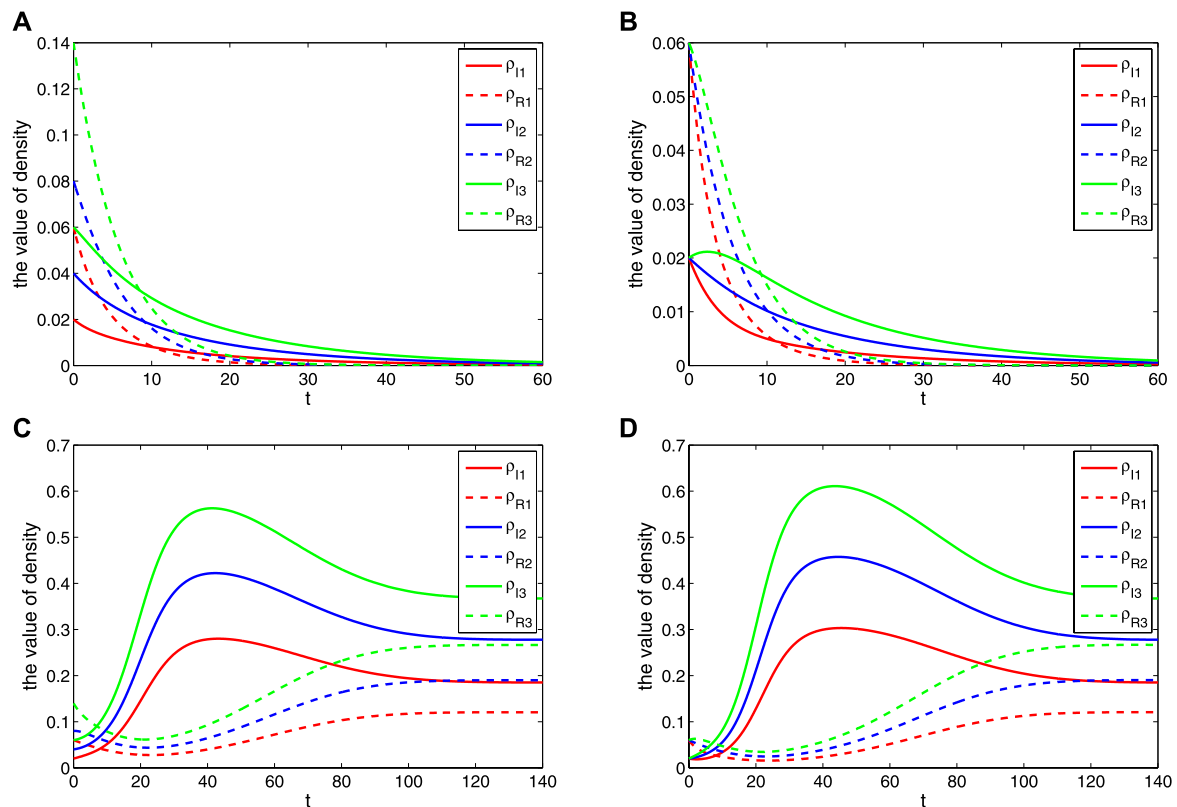 A
the value of density
0.14
0.12
0.1
0.08
0.06
0.04
0.02
0
0
10
20
30
40
50
60
t
ρI1
ρR1
ρI2
ρR2
ρI3
ρR3
B
the value of density
0.06
0.05
0.04
0.03
0.02
0.01
0
0
10
20
30
40
50
60
t
ρI1
ρR1
ρI2
ρR2
ρI3
ρR3
C
the value of density
0.7
0.6
0.5
0.4
0.3
0.2
0.1
0
0
20
40
60
80
100
120
140
t
ρI1
ρR1
ρI2
ρR2
ρI3
ρR3
D
the value of density
0.7
0.6
0.5
0.4
0.3
0.2
0.1
0
0
20
40
60
80
100
120
140
t
ρI1
ρR1
ρI2
ρR2
ρI3
ρR3